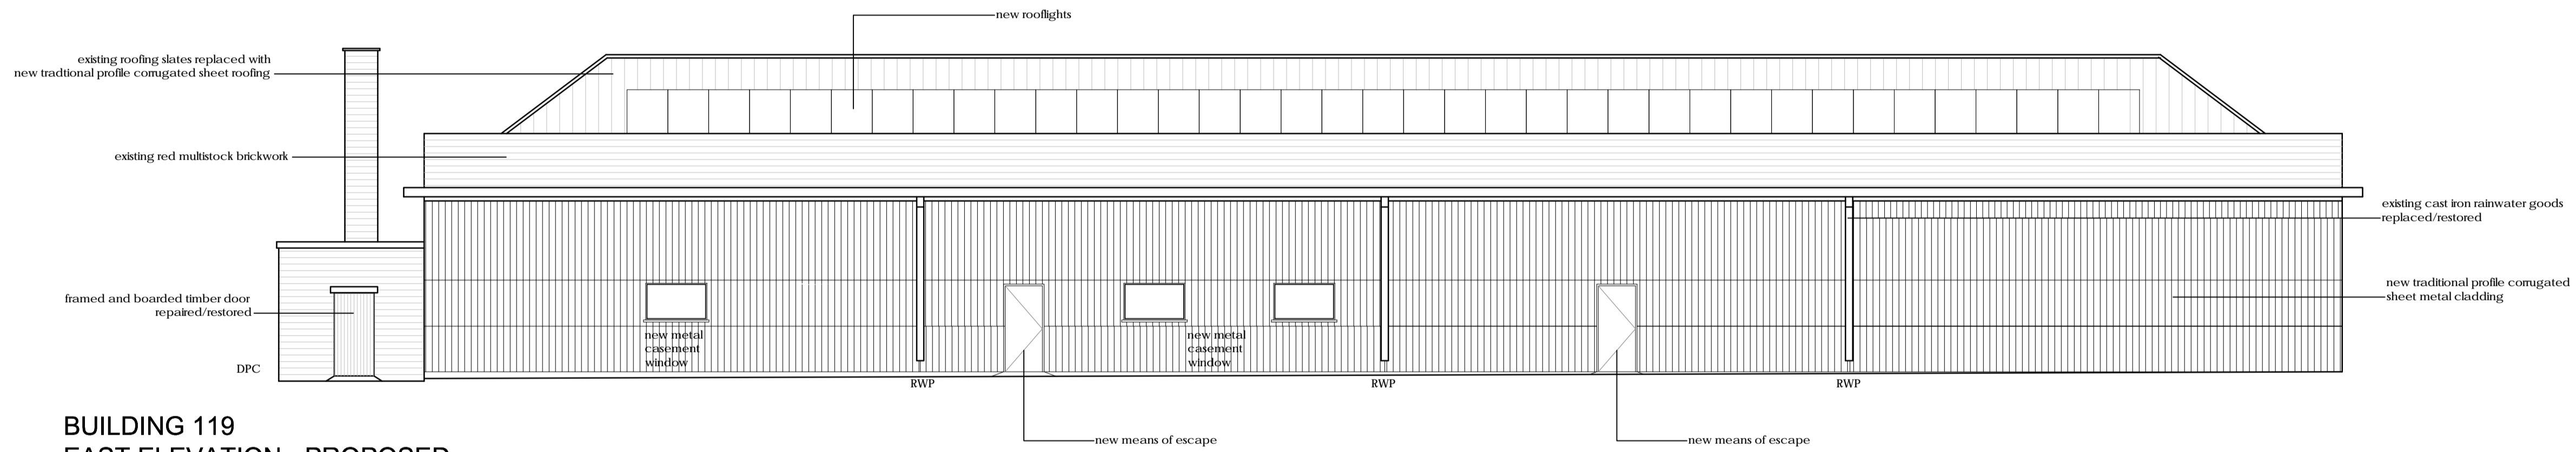 new rooflights
existing roofing slates replaced with
new tradtional profile corrugated sheet roofing
existing red multistock brickwork
existing cast iron rainwater goods
replaced/restored
new traditional profile corrugated
sheet metal cladding
framed and boarded timber door
repaired/restored
new metal
casement
window
new metal
casement
window
DPC
RWP
RWP
RWP
new means of escape
new means of escape
BUILDING 119
EAST ELEVATION - PROPOSED